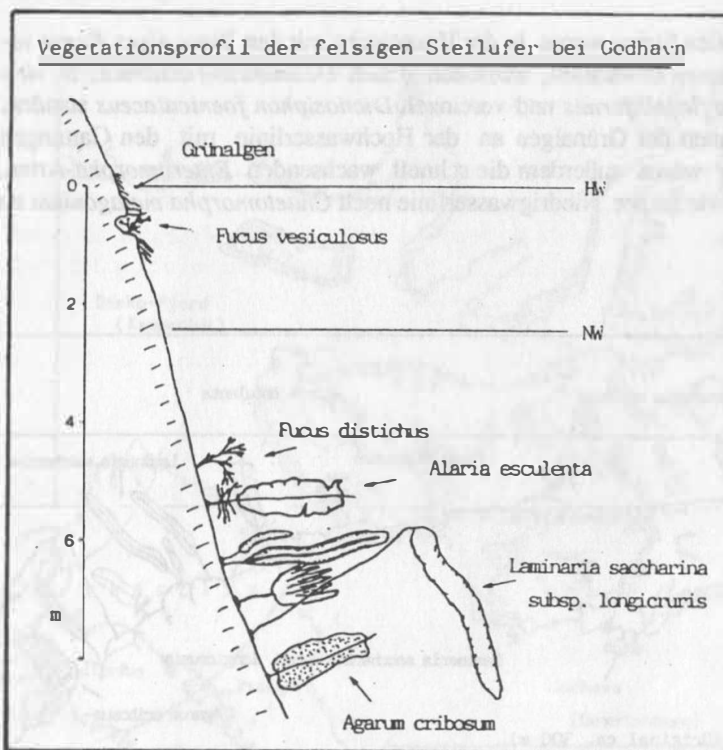 Vegetationsprofil der felsigen Steilufer bei Godhavn
Grünalge
0
HW
Fucus vesiculosus
2
NW
4
Fucus distichus
Alaria esculenta
6
Laminaria saccharina
subsp. longicruris
m
Agarum cribosum